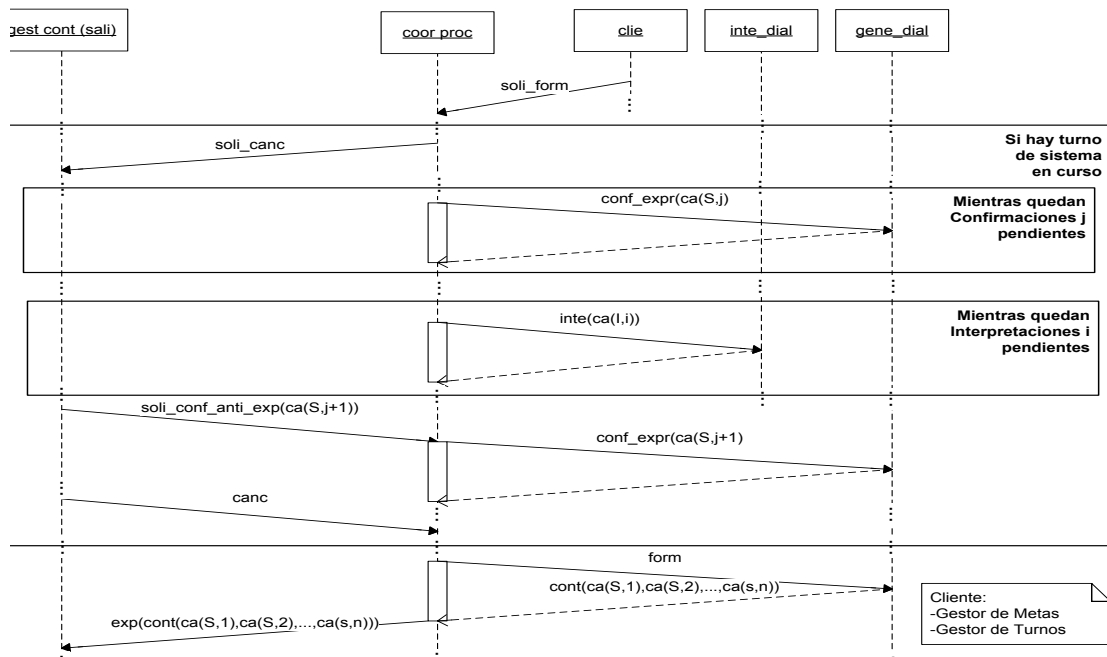 gest cont (sali)
coor proc
clie
inte_dial
gene_dial
soli_form
soli_canc
Si hay turno
de sistema
en curso
conf_expr(ca(S,j)
Mientras quedan
Confirmaciones j
pendientes
inte(ca(I,i))
Mientras quedan
Interpretaciones i
pendientes
soli_conf_anti_exp(ca(S,j+1))
conf_expr(ca(S,j+1)
canc
form
cont(ca(S,1),ca(S,2),...,ca(s,n))
exp(cont(ca(S,1),ca(S,2),...,ca(s,n)))
Cliente:
-Gestor de Metas
-Gestor de Turnos